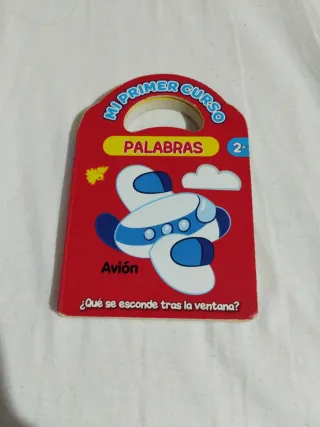 MI PRIMER CURSO
PALABRAS
2+
Avión
¿Qué se esconde tras la ventana?